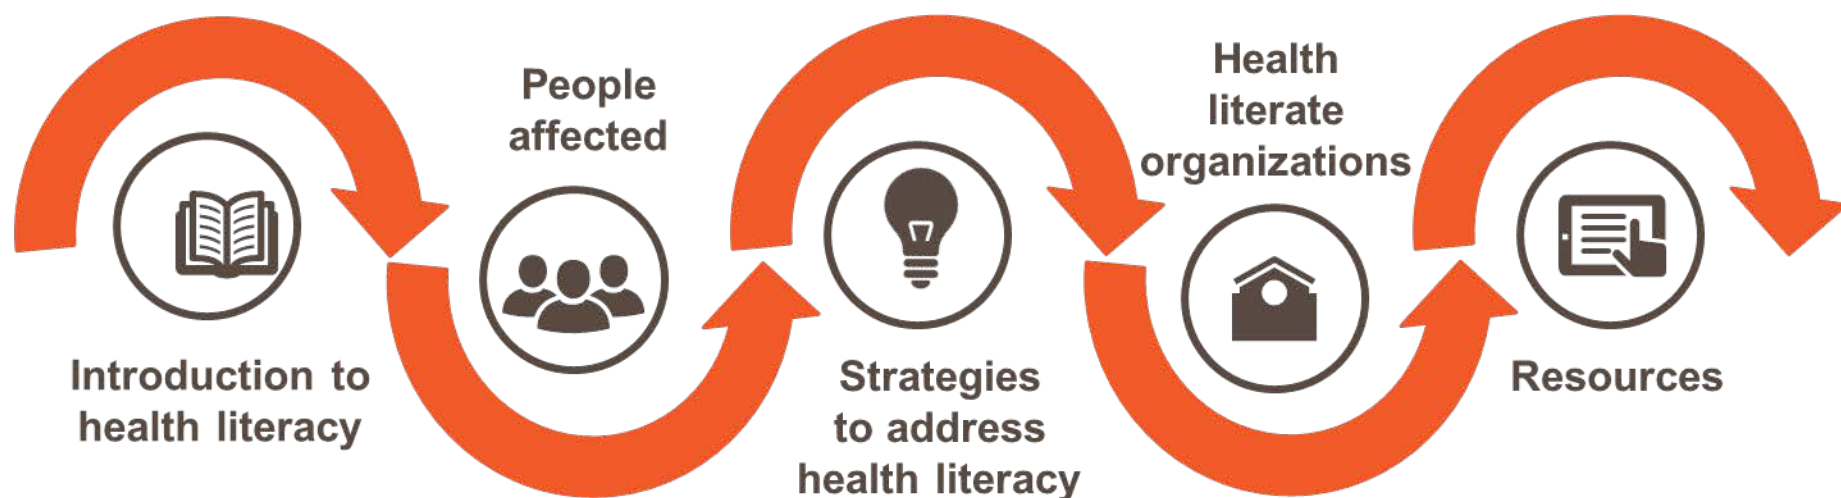 Introduction to
health literacy
People
affected
Strategies
to address
health literacy
Health
literate
organizations
Resources